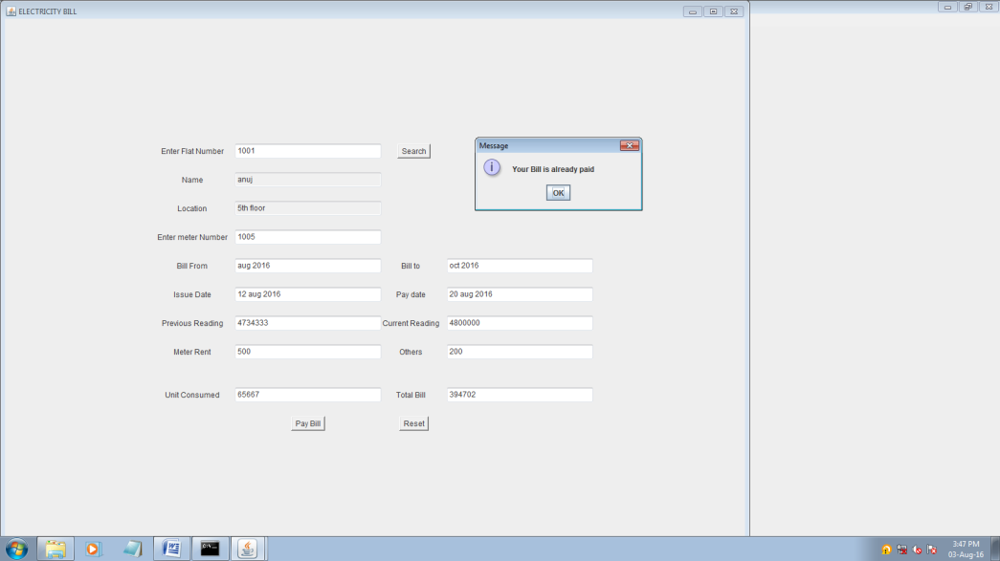 ELECTRICITY BILL
Enter Flat Number 1001 Search
Message
Your Bill is already paid
OK
Name anuj
Location 5th floor
Enter meter Number 1005
Bill From aug 2016 Bill to oct 2016
Issue Date 12 aug 2016 Pay date 20 aug 2016
Previous Reading 4734333 Current Reading 4800000
Meter Rent 500 Others 200
Unit Consumed 65667 Total Bill 394702
Pay Bill Reset
3:47 PM
03-Aug-16